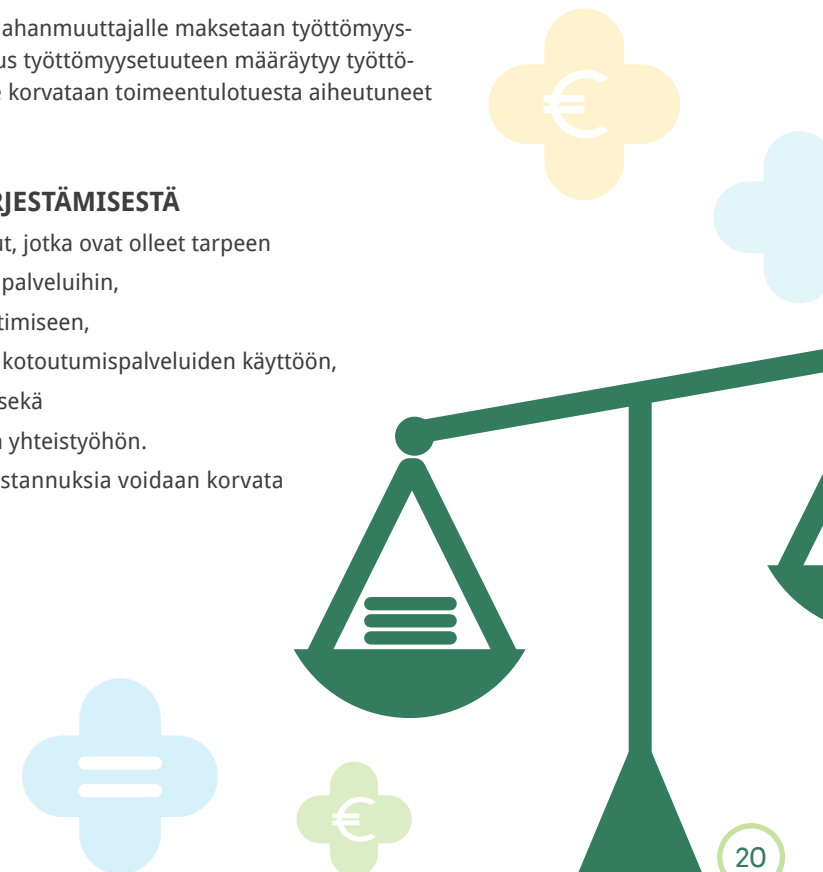 ahanmuuttajalle maksetaan työttömyys-
us työttömyysetuuteen määräytyy työttö-
korvataan toimeentulotuesta aiheutuneet
RJESTÄMISESTÄ
ut, jotka ovat olleet tarpeen
palveluihin,
timiseen,
kotoutumispalveluiden käyttöön,
sekä
yhteistyöhön.
stannuksia voidaan korvata
€
€
20